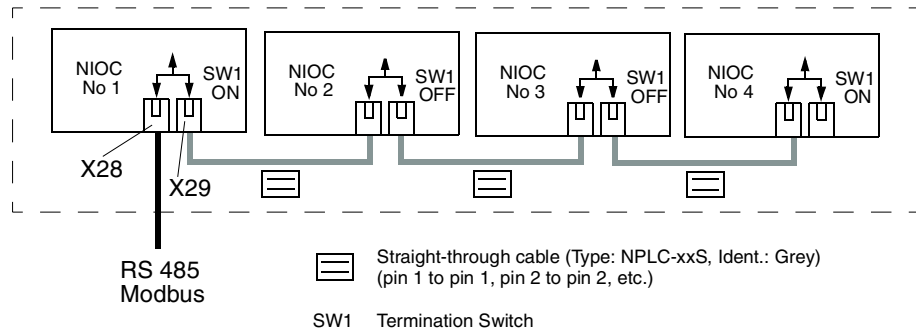 NIOC
No 1
SW1
ON
NIOC
No 2
SW1
OFF
NIOC
No 3
SW1
OFF
NIOC
No 4
SW1
ON
X28
X29
RS 485
Modbus
Straight-through cable (Type: NPLC-xxS, Ident.: Grey)
(pin 1 to pin 1, pin 2 to pin 2, etc.)
SW1 Termination Switch